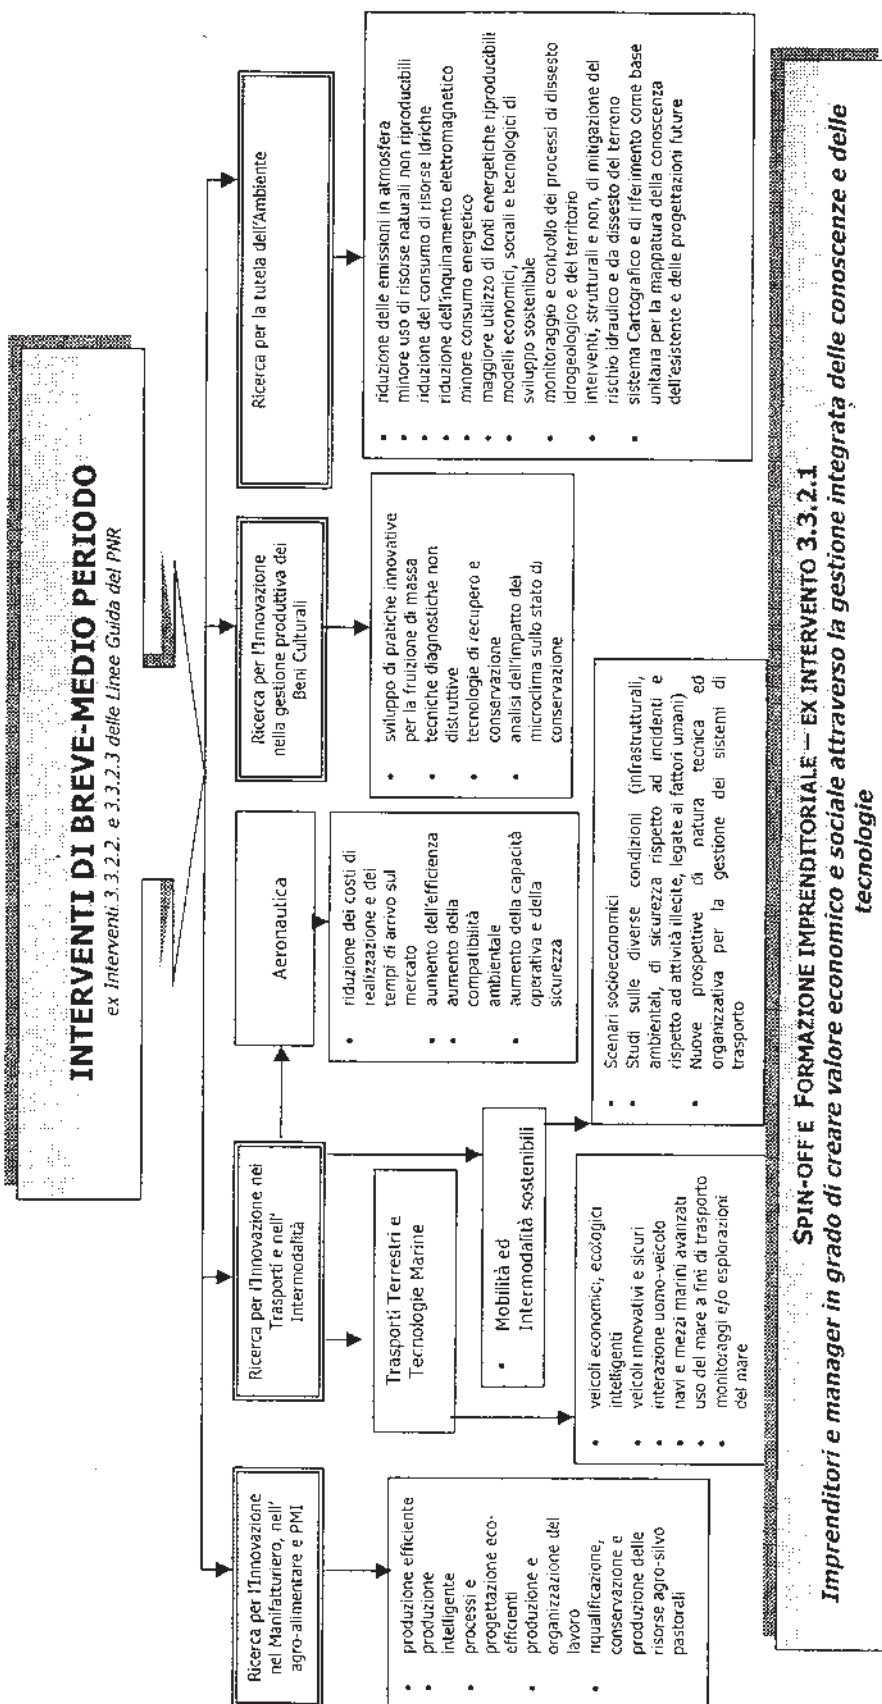 INTERVENTI DI BREVE-MEDIO PERIODO
ex Interventi 3.3.2.2. e 3.3.2.3 delle Linee Guida del PNR
Ricerca per l'Innovazione
nel Manifatturiero, nell'
agro-alimentare e PMI
• produzione efficiente
• produzione
intelligente
• processi e
progettazione eco-
efficienti
• produzione e
organizzazione del
lavoro
• riqualificazione,
conservazione e
produzione delle
risorse agro-silvo
pastorali
Ricerca per l'Innovazione nei
Trasporti e nell'
Intermodalità
Trasporti Terrestri e
Tecnologie Marine
• Mobilità ed
Intermodalità sostenibili
• veicoli economici, ecologici
intelligenti
• veicoli innovativi e sicuri
• interazione uomo-veicolo
• navi e mezzi marini avanzati
• uso del mare a fini di trasporto
• monitoraggi e/o esplorazioni
del mare
Aeronautica
• riduzione dei costi di
realizzazione e dei
tempi di arrivo sul
mercato
• aumento dell'efficienza
• aumento della
compatibilità
ambientale
• aumento della capacità
operativa e della
sicurezza
• Scenari socioeconomici
• Studi sulle diverse condizioni (infrastrutturali,
ambientali, di sicurezza rispetto ad incidenti e
rispetto ad attività illecite, legate ai fattori umani)
• Nuove prospettive di natura tecnica ed
organizzativa per la gestione dei sistemi di
trasporto
Ricerca per l'Innovazione
nella gestione produttiva dei
Beni Culturali
• sviluppo di pratiche innovative
per la fruizione di massa
• tecniche diagnostiche non
distruttive
• tecnologie di recupero e
conservazione
• analisi dell'impatto del
microclima sullo stato di
conservazione
Ricerca per la tutela dell'Ambiente
• riduzione delle emissioni in atmosfera
• minore uso di risorse naturali non riproducibili
• riduzione del consumo di risorse Idriche
• riduzione dell'inquinamento elettromagnetico
• minore consumo energetico
• maggiore utilizzo di fonti energetiche riproducibili
• modelli economici, sociali e tecnologici di
sviluppo sostenibile
• monitoraggio e controllo dei processi di dissesto
idrogeologico e del territorio
• interventi, strutturali e non, di mitigazione del
rischio idraulico e da dissesto del terreno
• sistema Cartografico e di riferimento come base
unitaria per la mappatura della conoscenza
dell'esistente e delle progettazioni future
SPIN-OFF E FORMAZIONE IMPRENDITORIALE – EX INTERVENTO 3.3.2.1
Imprenditori e manager in grado di creare valore economico e sociale attraverso la gestione integrata delle conoscenze e delle
tecnologie